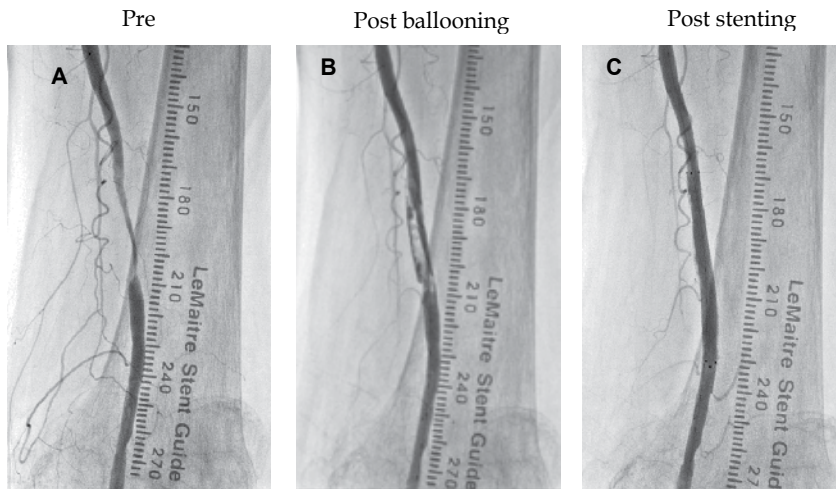 Pre
Post ballooning
Post stenting
A
150
180
210
240
270
LeMaitre Stent Guide
B
150
180
210
240
270
LeMaitre Stent Guide
C
150
180
210
240
27
LeMaitre Stent Guide